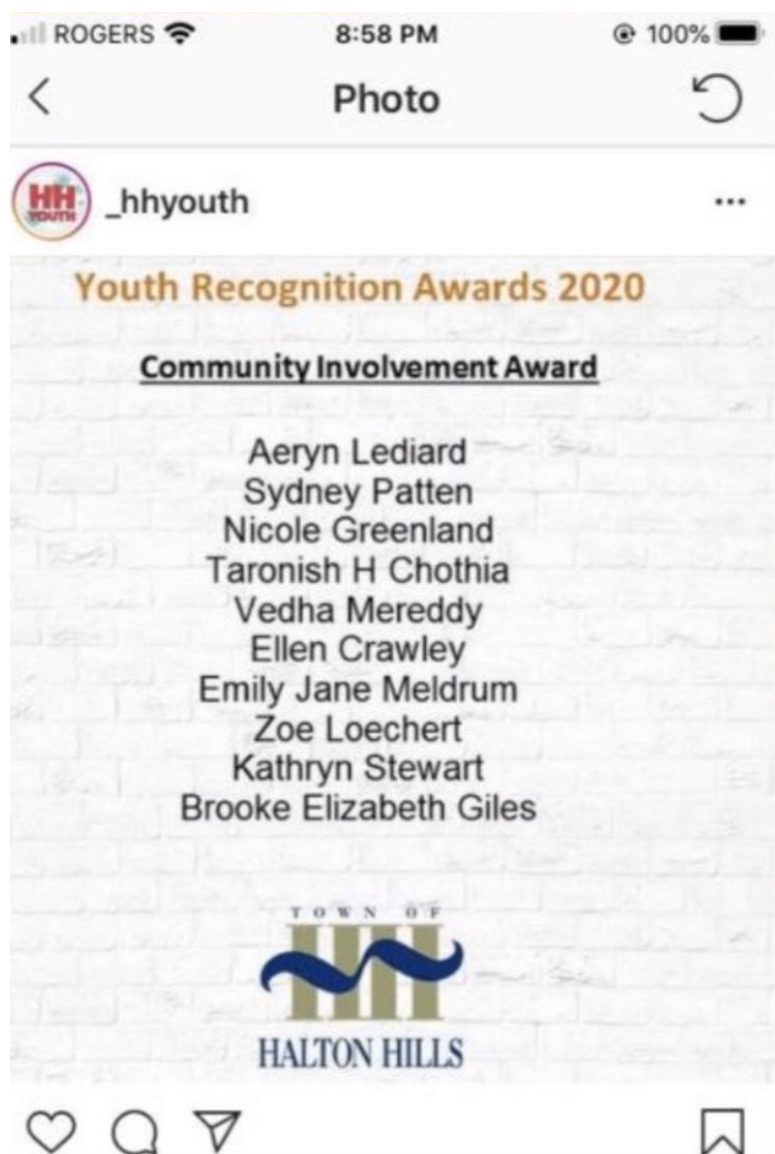 ROGERS 8:58 PM 100%
Photo
HH
YOUTH
_hhyouth
Youth Recognition Awards 2020
Community Involvement Award
Aeryn Lediard
Sydney Patten
Nicole Greenland
Taronish H Chothia
Vedha Mereddy
Ellen Crawley
Emily Jane Meldrum
Zoe Loechert
Kathryn Stewart
Brooke Elizabeth Giles
TOWN OF
HALTON HILLS